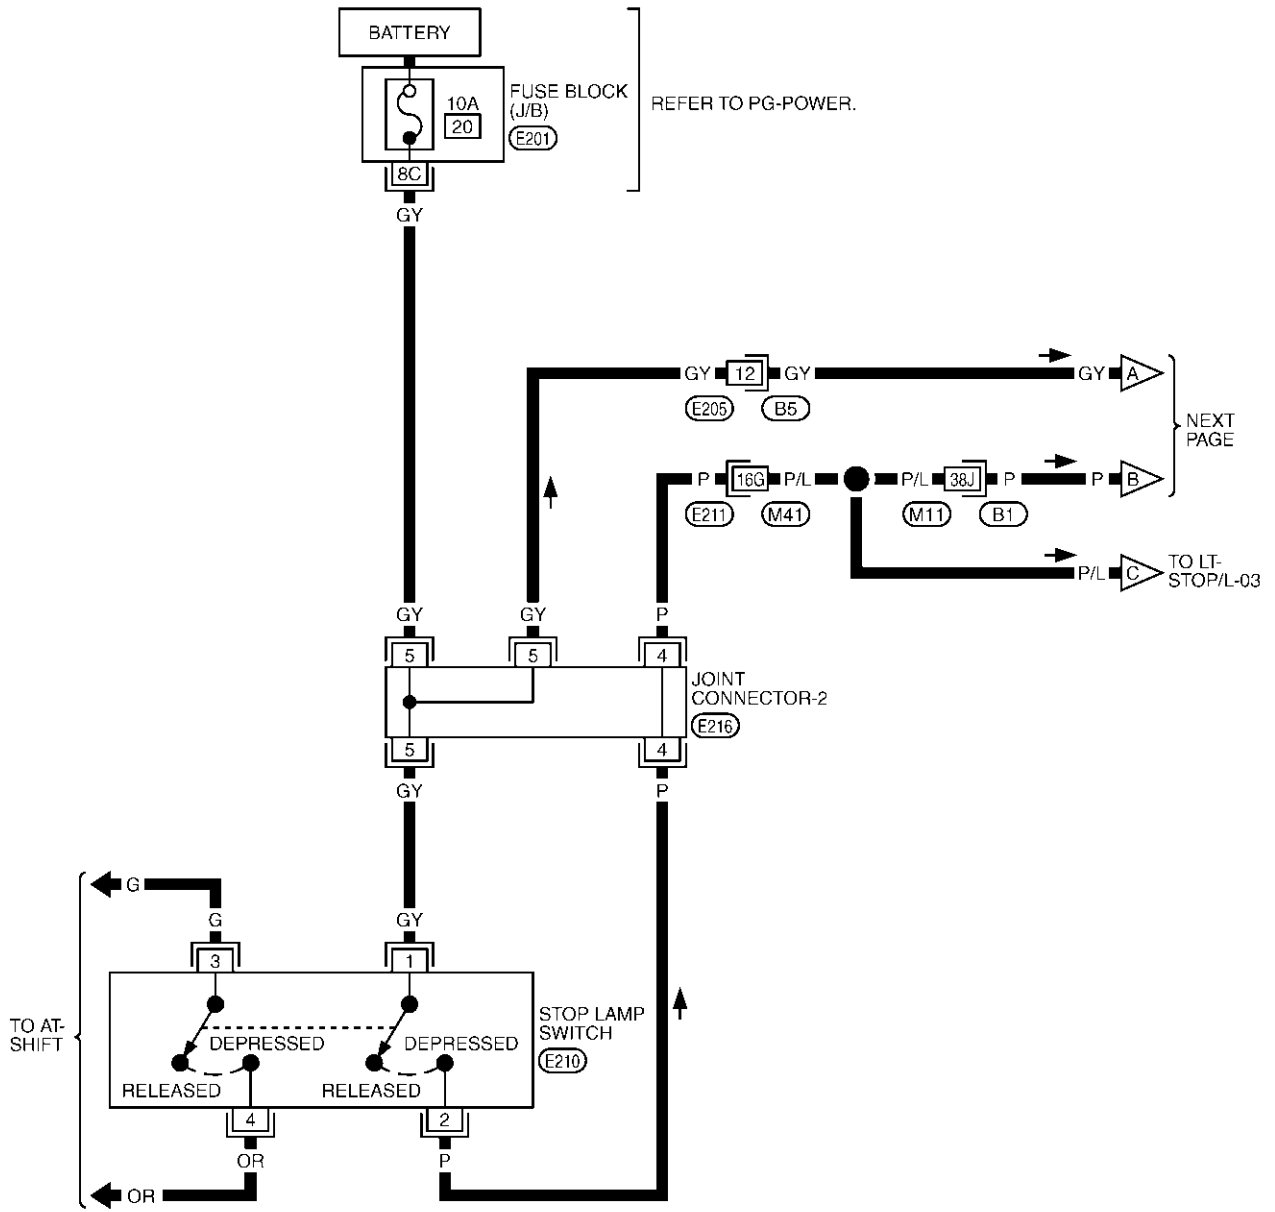 BATTERY
10A
20
FUSE BLOCK
(J/B)
E201
REFER TO PG-POWER.
8C
GY
GY
12
GY
GY
A
E205
B5
NEXT
PAGE
P
16G
P/L
P/L
38J
P
P
B
E211
M41
M11
B1
P/L
C
TO LT-
STOP/L-03
GY
GY
P
5
5
4
JOINT
CONNECTOR-2
E216
5
4
GY
P
G
G
GY
3
1
STOP LAMP
SWITCH
E210
TO AT-
SHIFT
DEPRESSED
DEPRESSED
RELEASED
RELEASED
4
2
OR
P
OR